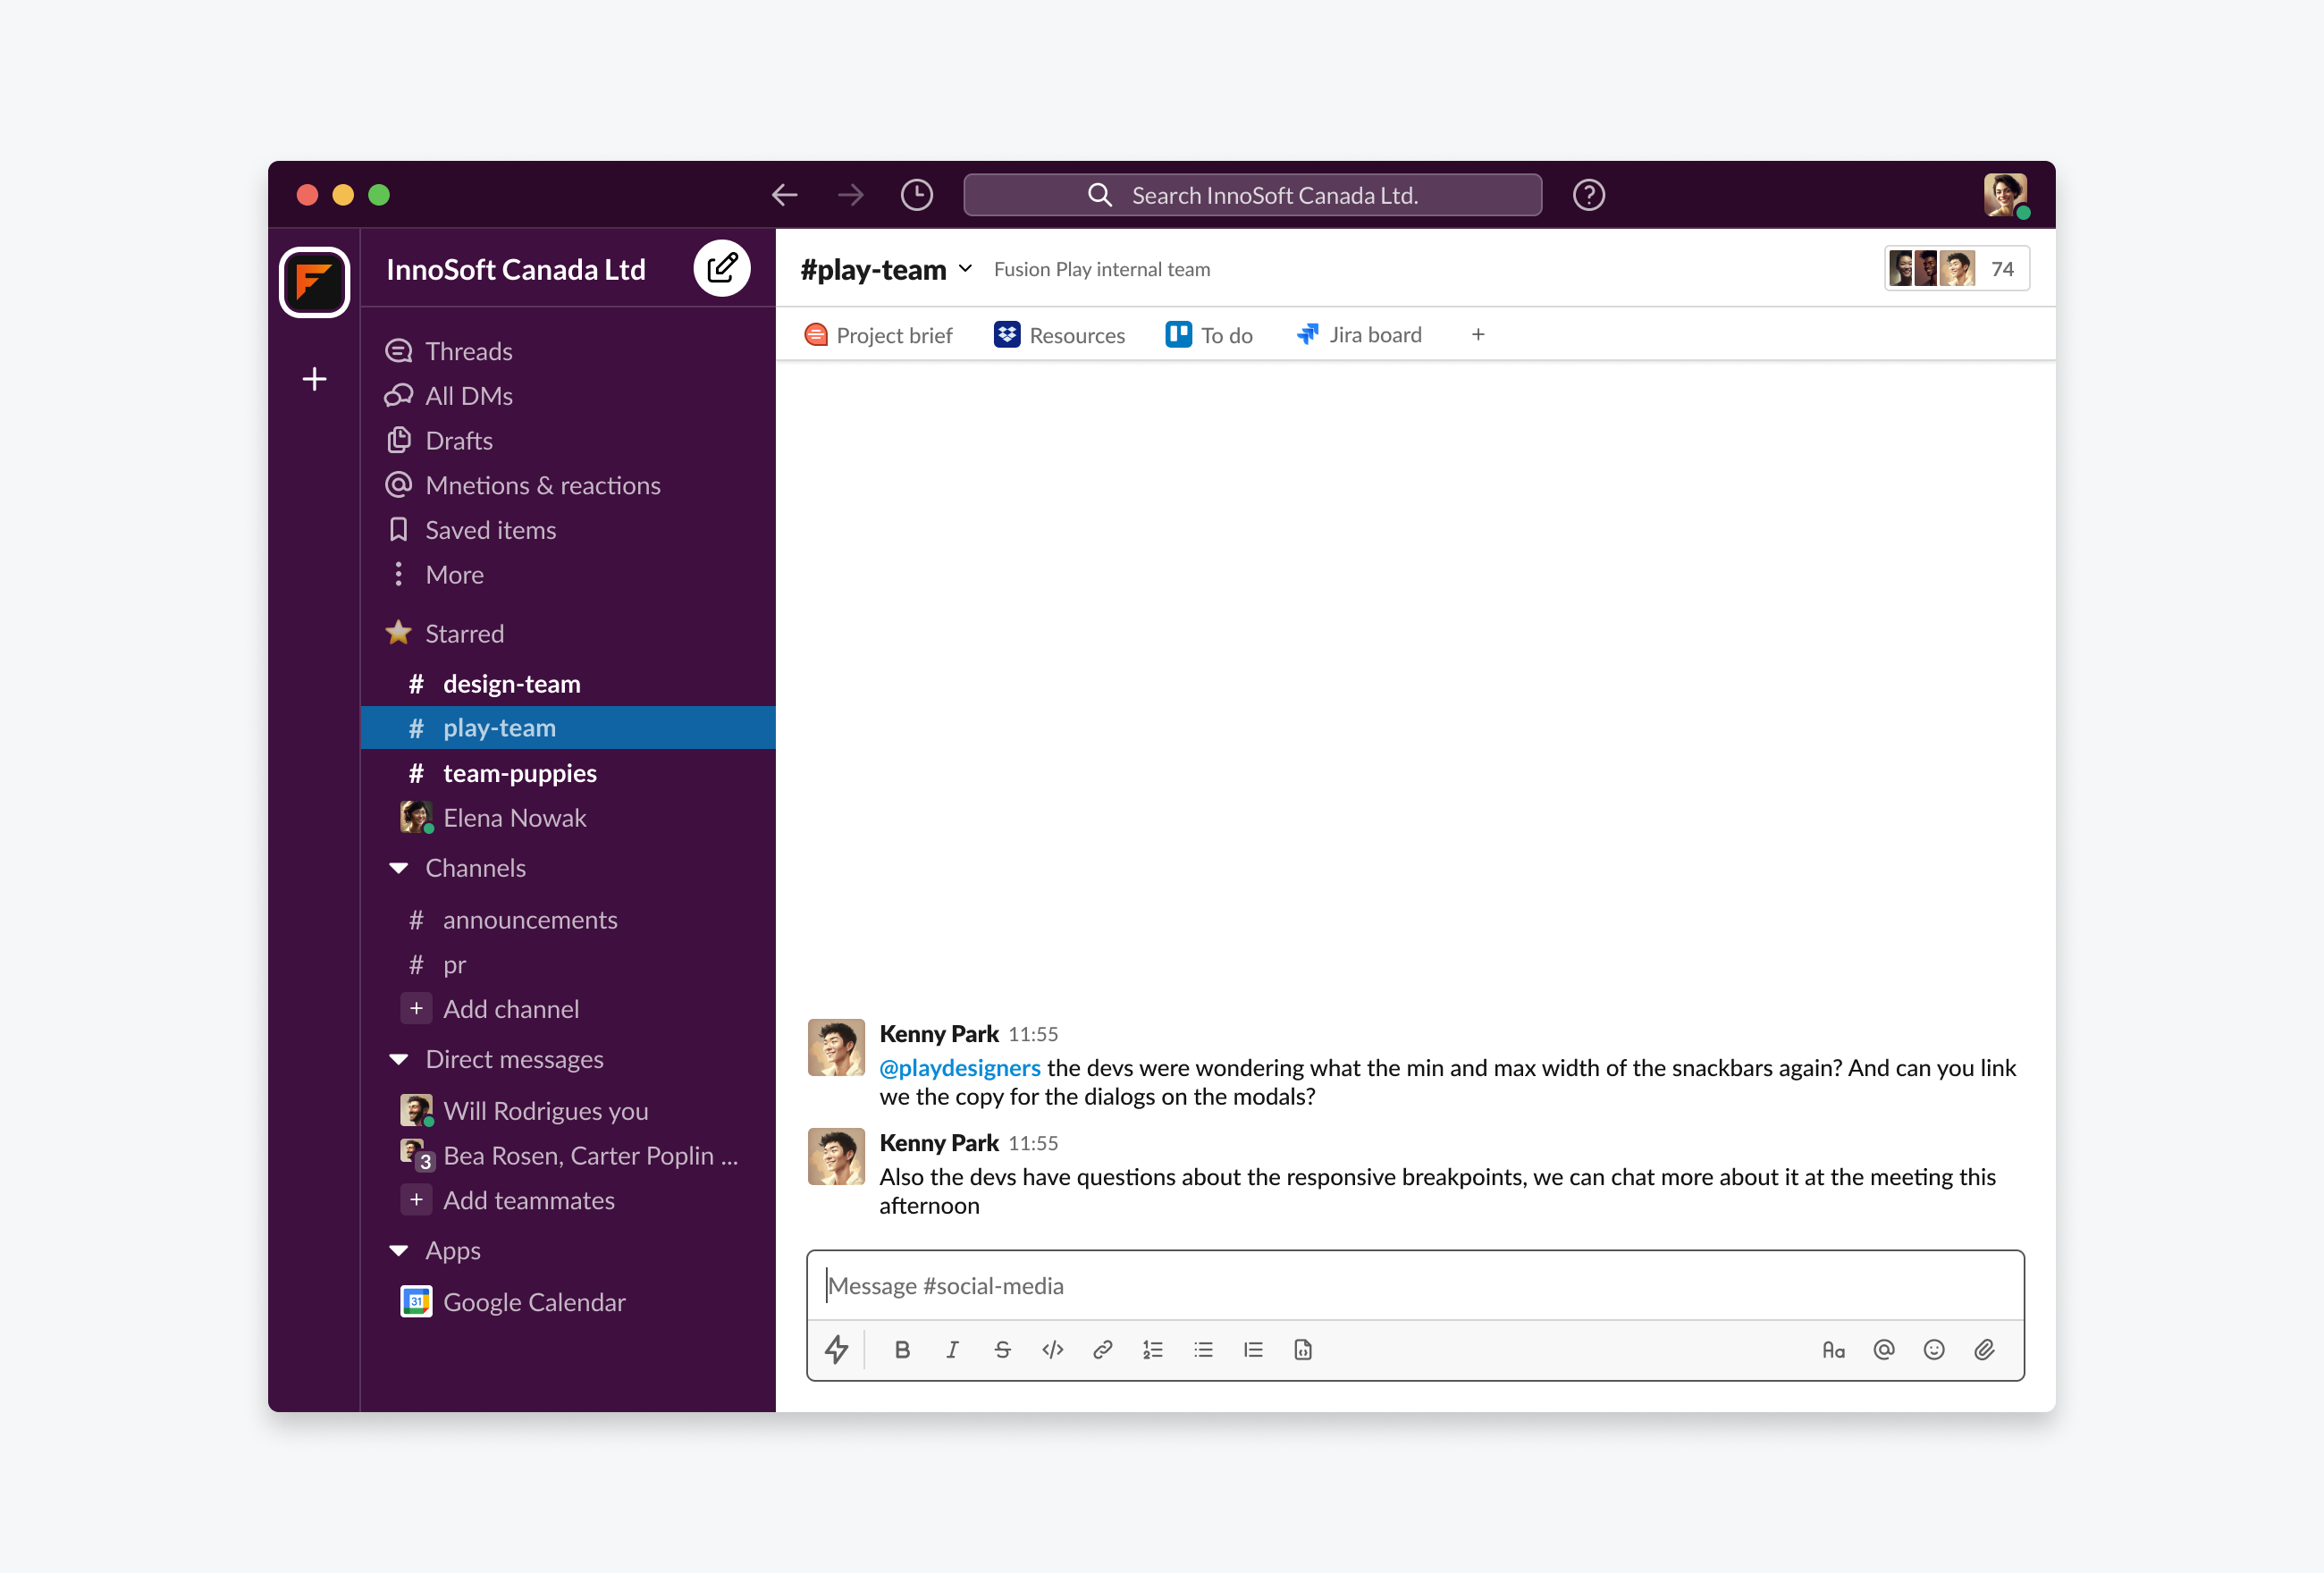 Search InnoSoft Canada Ltd.
InnoSoft Canada Ltd
Threads
All DMs
Drafts
Mnetions & reactions
Saved items
More
Starred
# design-team
# play-team
# team-puppies
Elena Nowak
Channels
# announcements
# pr
+ Add channel
Direct messages
Will Rodrigues you
3 Bea Rosen, Carter Poplin ...
+ Add teammates
Apps
31 Google Calendar
#play-team Fusion Play internal team
74
Project brief Resources To do Jira board +
Kenny Park 11:55
@playdesigners the devs were wondering what the min and max width of the snackbars again? And can you link
we the copy for the dialogs on the modals?
Kenny Park 11:55
Also the devs have questions about the responsive breakpoints, we can chat more about it at the meeting this
afternoon
Message #social-media
B I S </> Aa @